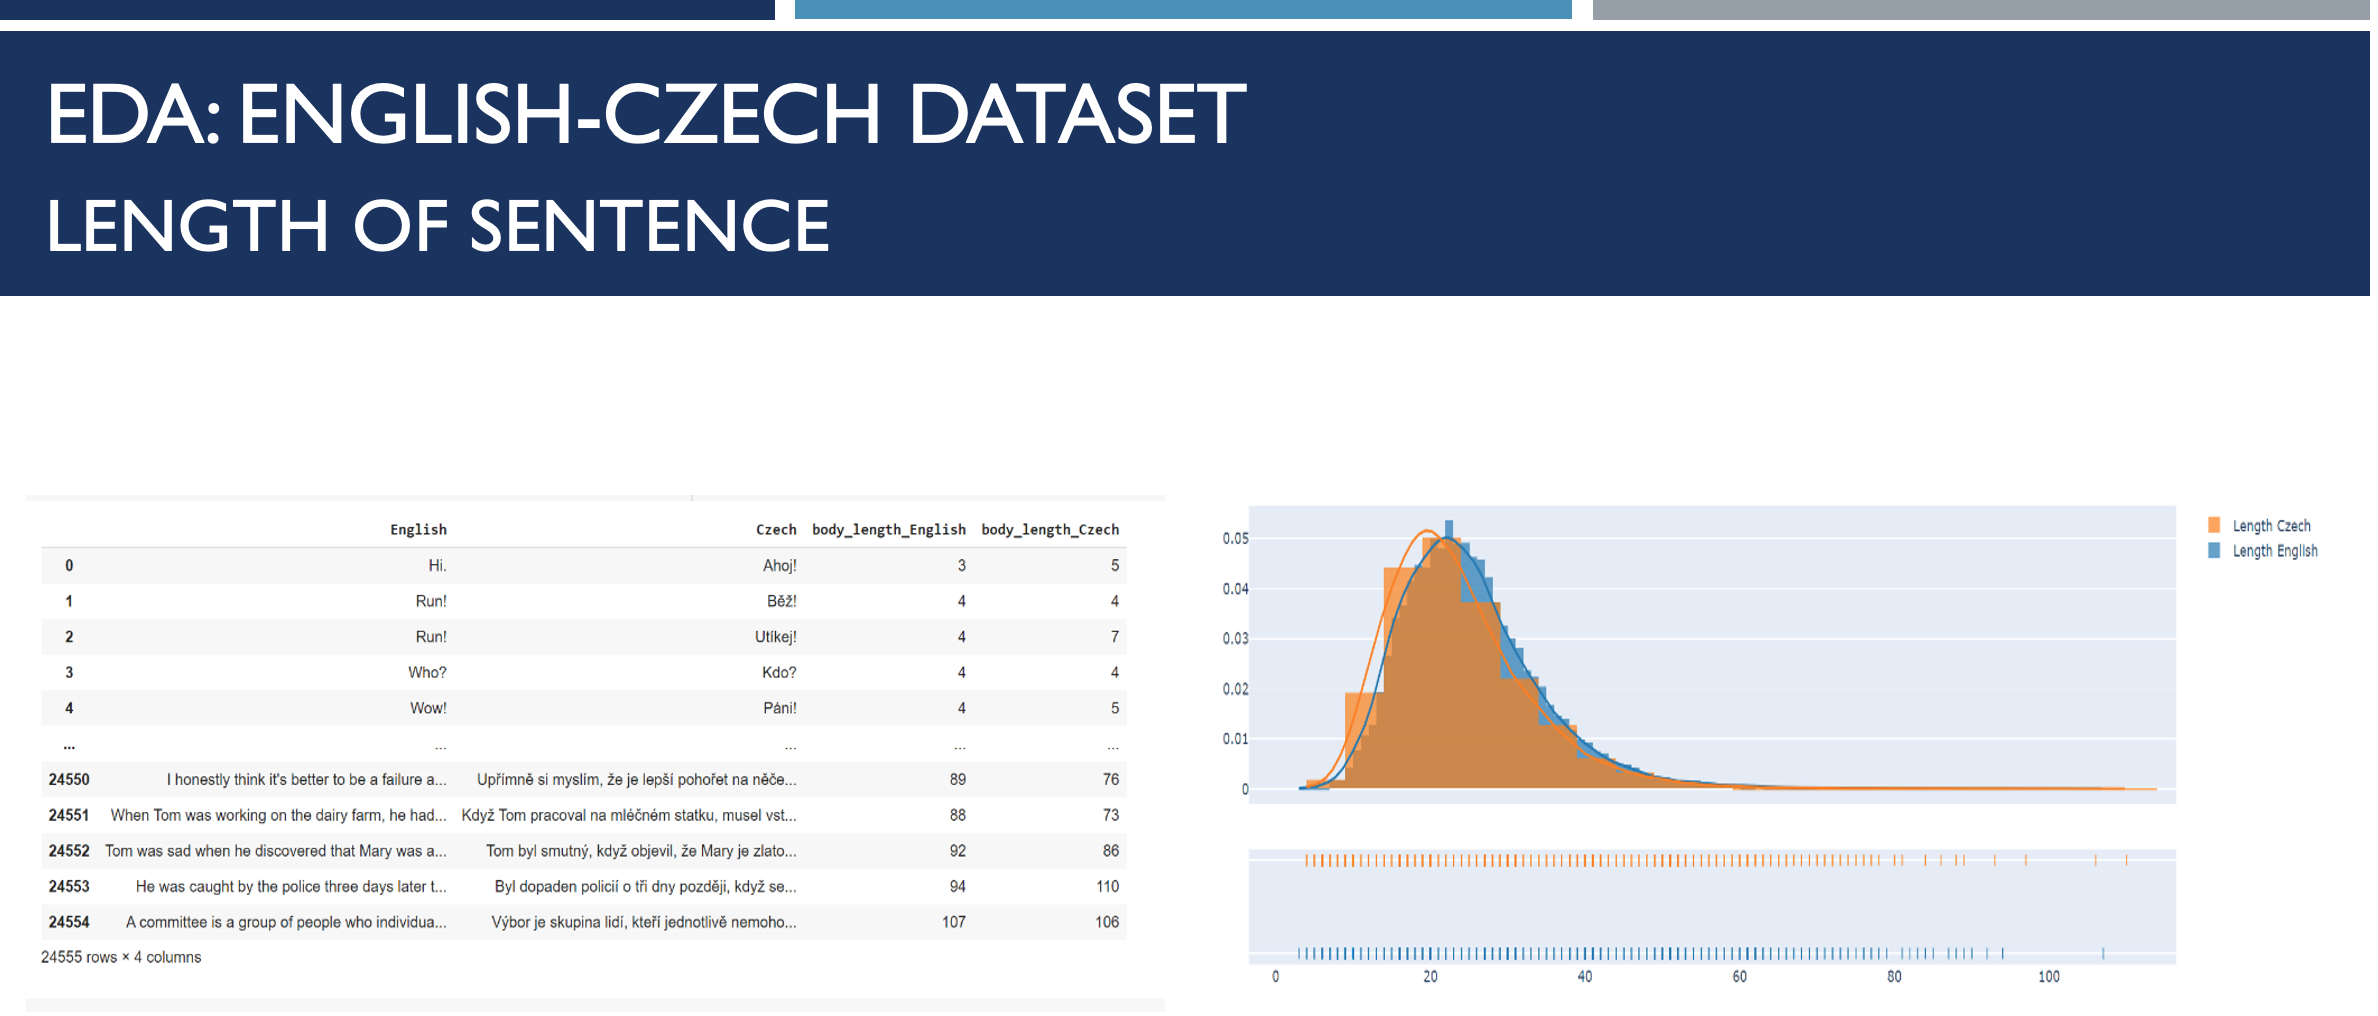 EDA: ENGLISH-CZECH DATASET
LENGTH OF SENTENCE
English Czech body_length_English body_length_Czech
0 Hi. Ahoj! 3 5
1 Run! Běž! 4 4
2 Run! Utíkej! 4 7
3 Who? Kdo? 4 4
4 Wow! Páni! 4 5
... ... ... ... ...
24550 I honestly think it's better to be a failure a... Upřímně si myslím, že je lepší pohořet na něče... 89 76
24551 When Tom was working on the dairy farm, he had... Když Tom pracoval na mléčném statku, musel vst... 88 73
24552 Tom was sad when he discovered that Mary was a... Tom byl smutný, když objevil, že Mary je zlato... 92 86
24553 He was caught by the police three days later t... Byl dopaden policií o tři dny později, když se... 94 110
24554 A committee is a group of people who individua... Výbor je skupina lidí, kteří jednotlivě nemoho... 107 106
24555 rows × 4 columns
0.05
0.04
0.03
0.02
0.01
0
Length Czech
Length English
0 20 40 60 80 100